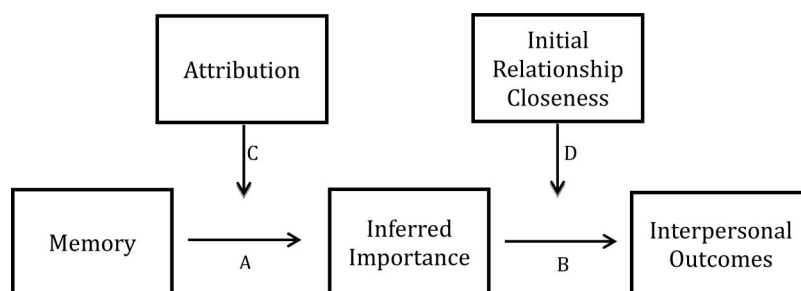 Attribution
Initial
Relationship
Closeness
C
D
Memory
A
Inferred
Importance
B
Interpersonal
Outcomes